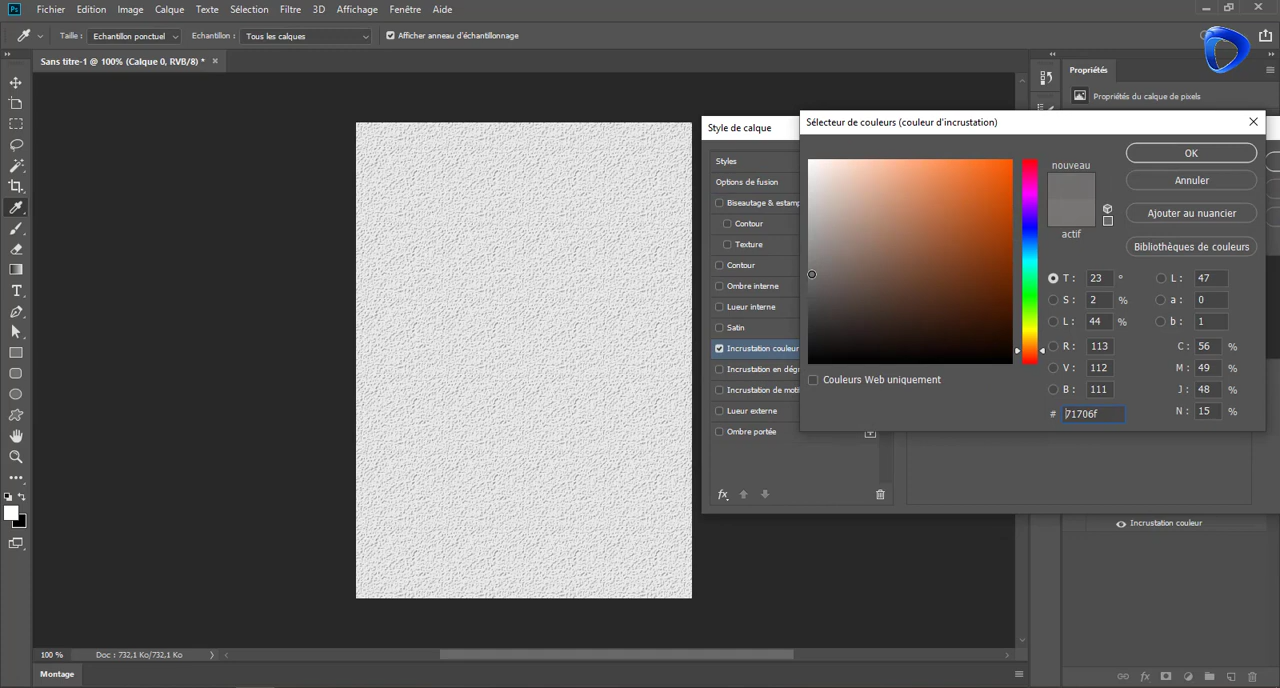 Ps Fichier Edition Image Calque Texte Sélection Filtre 3D Affichage Fenêtre Aide
Taille : Echantillon ponctuel Echantillon : Tous les calques Afficher anneau d'échantillonnage
Sans titre-1 @ 100% (Calque 0, RVB/8) *
Propriétés
Propriétés du calque de pixels
Style de calque
Styles
Options de fusion
Biseautage & estamp
Contour
Texture
Contour
Ombre interne
Lueur interne
Satin
Incrustation couleur
Incrustation en dégr
Incrustation de moti
Lueur externe
Ombre portée
fx
Sélecteur de couleurs (couleur d'incrustation)
nouveau
actif
OK
Annuler
Ajouter au nuancier
Bibliothèques de couleurs
T : 23 ° L : 47
S : 2 % a : 0
L : 44 % b : 1
R : 113 C : 56 %
V : 112 M : 49 %
B : 111 J : 48 %
# 71706f N : 15 %
Couleurs Web uniquement
Incrustation couleur
100 % Doc : 732,1 Ko/732,1 Ko
Montage
fx